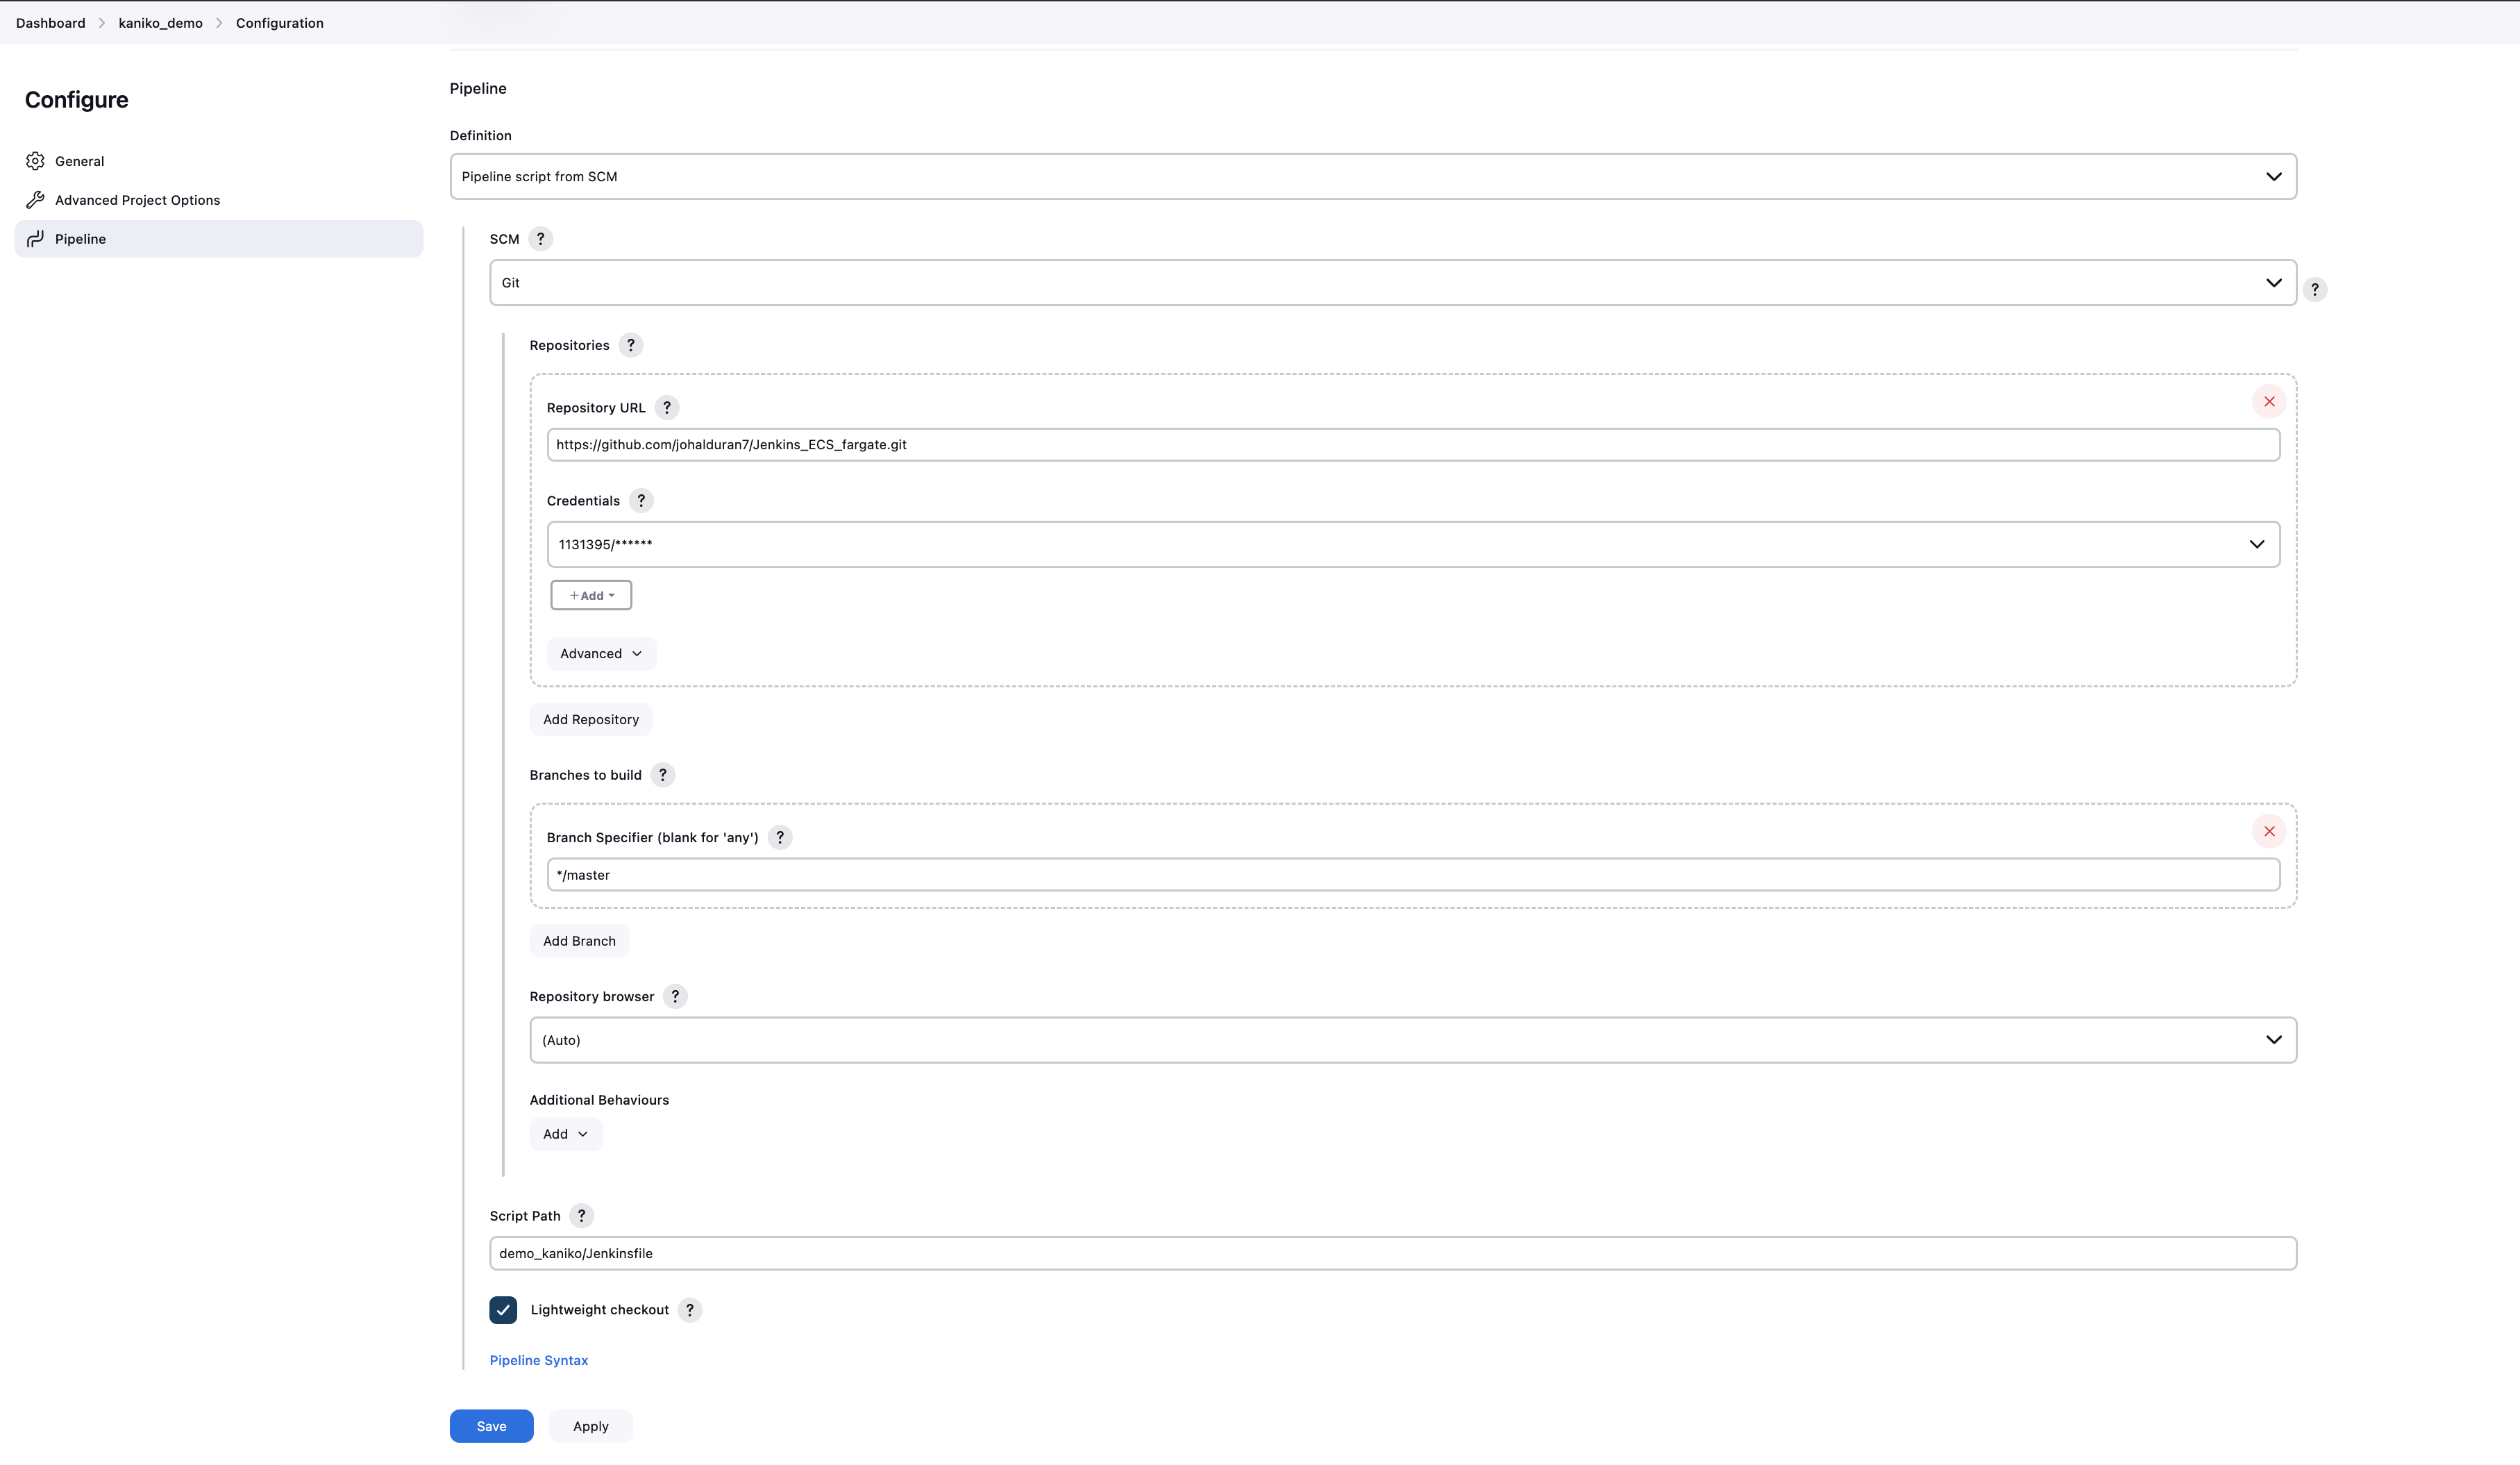 Dashboard > kaniko_demo > Configuration
Configure
General
Advanced Project Options
Pipeline
Pipeline
Definition
Pipeline script from SCM
SCM ?
Git
?
Repositories ?
Repository URL ?
https://github.com/johalduran7/Jenkins_ECS_fargate.git
Credentials ?
1131395/******
+ Add
Advanced
Add Repository
Branches to build ?
Branch Specifier (blank for 'any') ?
*/master
Add Branch
Repository browser ?
(Auto)
Additional Behaviours
Add
Script Path ?
demo_kaniko/Jenkinsfile
Lightweight checkout ?
Pipeline Syntax
Save Apply